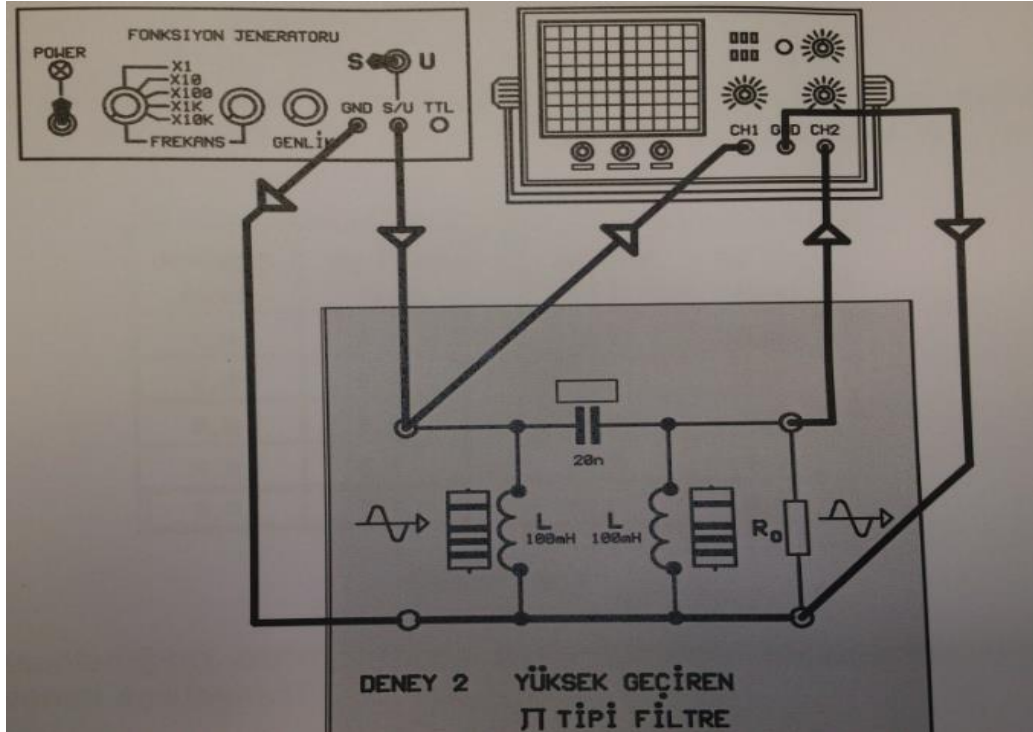 FONKSIYON JENERATORU
POWER
S U
X1
X10
X100
X1K
X10K
GND S/U TTL
FREKANS
GENLİK
CH1 GND CH2
20n
L
100mH
L
100mH
Ro
DENEY 2 YÜKSEK GEÇİREN
Π TİPİ FİLTRE